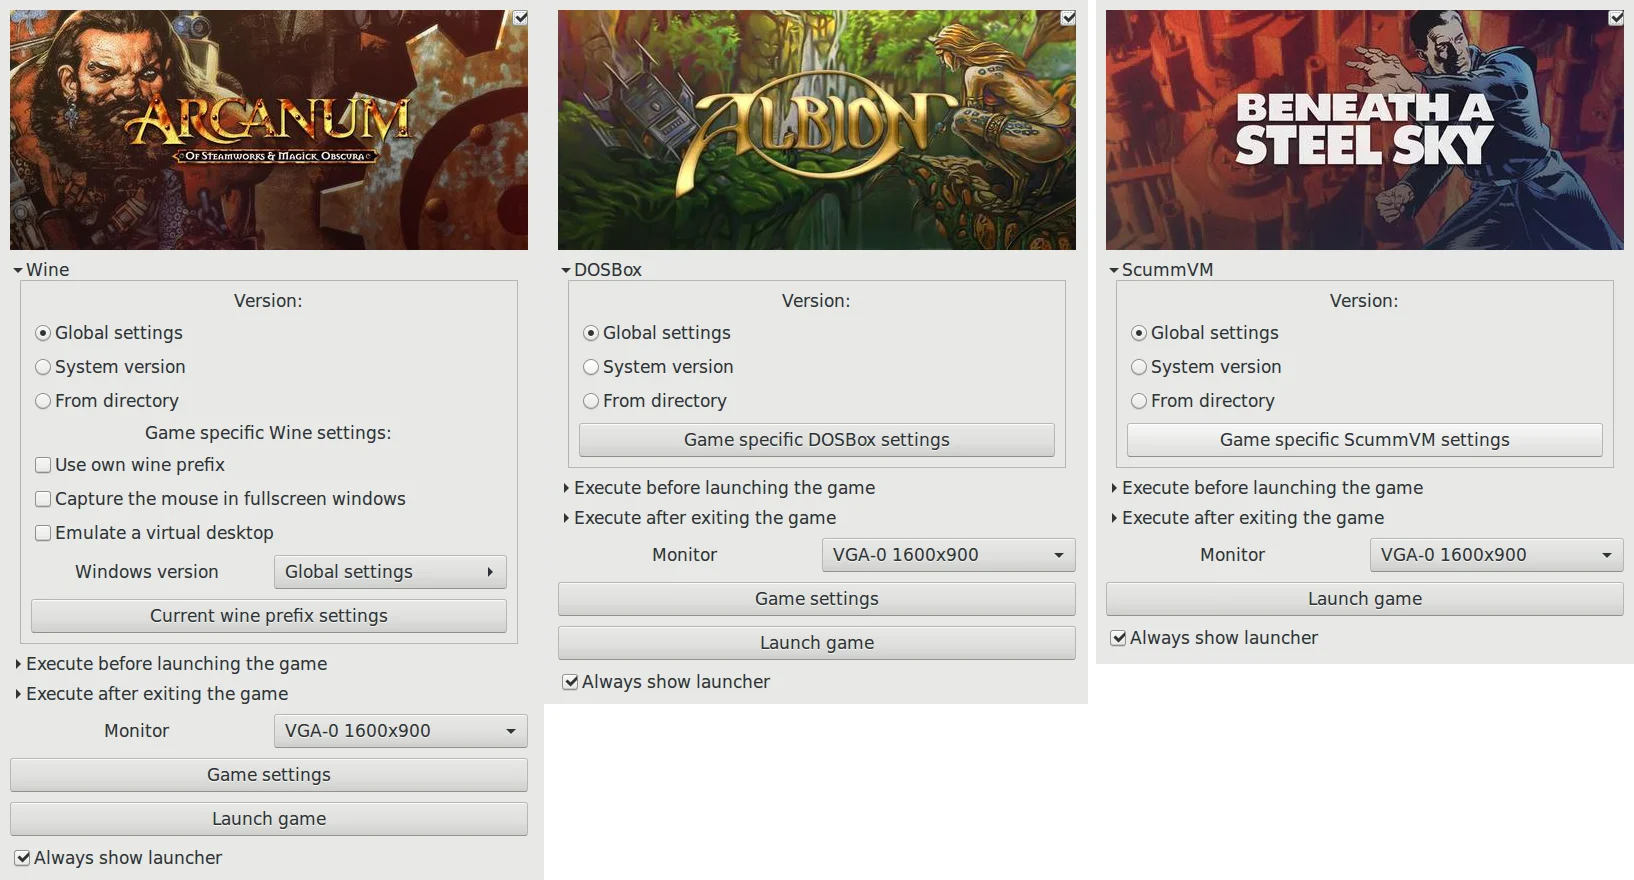 ARCANUM
OF STEAMWORKS & MAGICK OBSCURA
Wine
Version:
Global settings
System version
From directory
Game specific Wine settings:
Use own wine prefix
Capture the mouse in fullscreen windows
Emulate a virtual desktop
Windows version Global settings
Current wine prefix settings
Execute before launching the game
Execute after exiting the game
Monitor VGA-0 1600x900
Game settings
Launch game
Always show launcher
ALBION
DOSBox
Version:
Global settings
System version
From directory
Game specific DOSBox settings
Execute before launching the game
Execute after exiting the game
Monitor VGA-0 1600x900
Game settings
Launch game
Always show launcher
BENEATH A
STEEL SKY
ScummVM
Version:
Global settings
System version
From directory
Game specific ScummVM settings
Execute before launching the game
Execute after exiting the game
Monitor VGA-0 1600x900
Launch game
Always show launcher